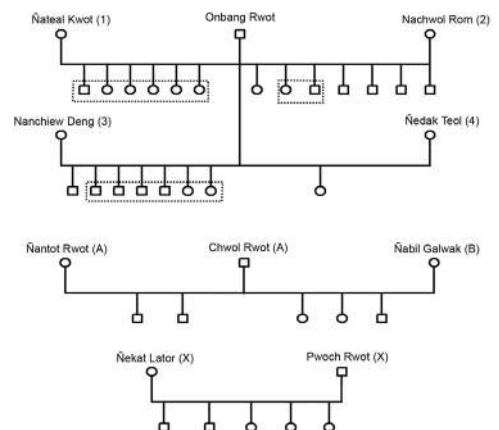 Ñateal Kwot (1) Onbang Rwot Nachwol Rom (2)
Nanchiew Deng (3) Ñedak Teol (4)
Ñantot Rwot (A) Chwol Rwot (A) Ñabil Galwak (B)
Ñekat Lator (X) Pwoch Rwot (X)